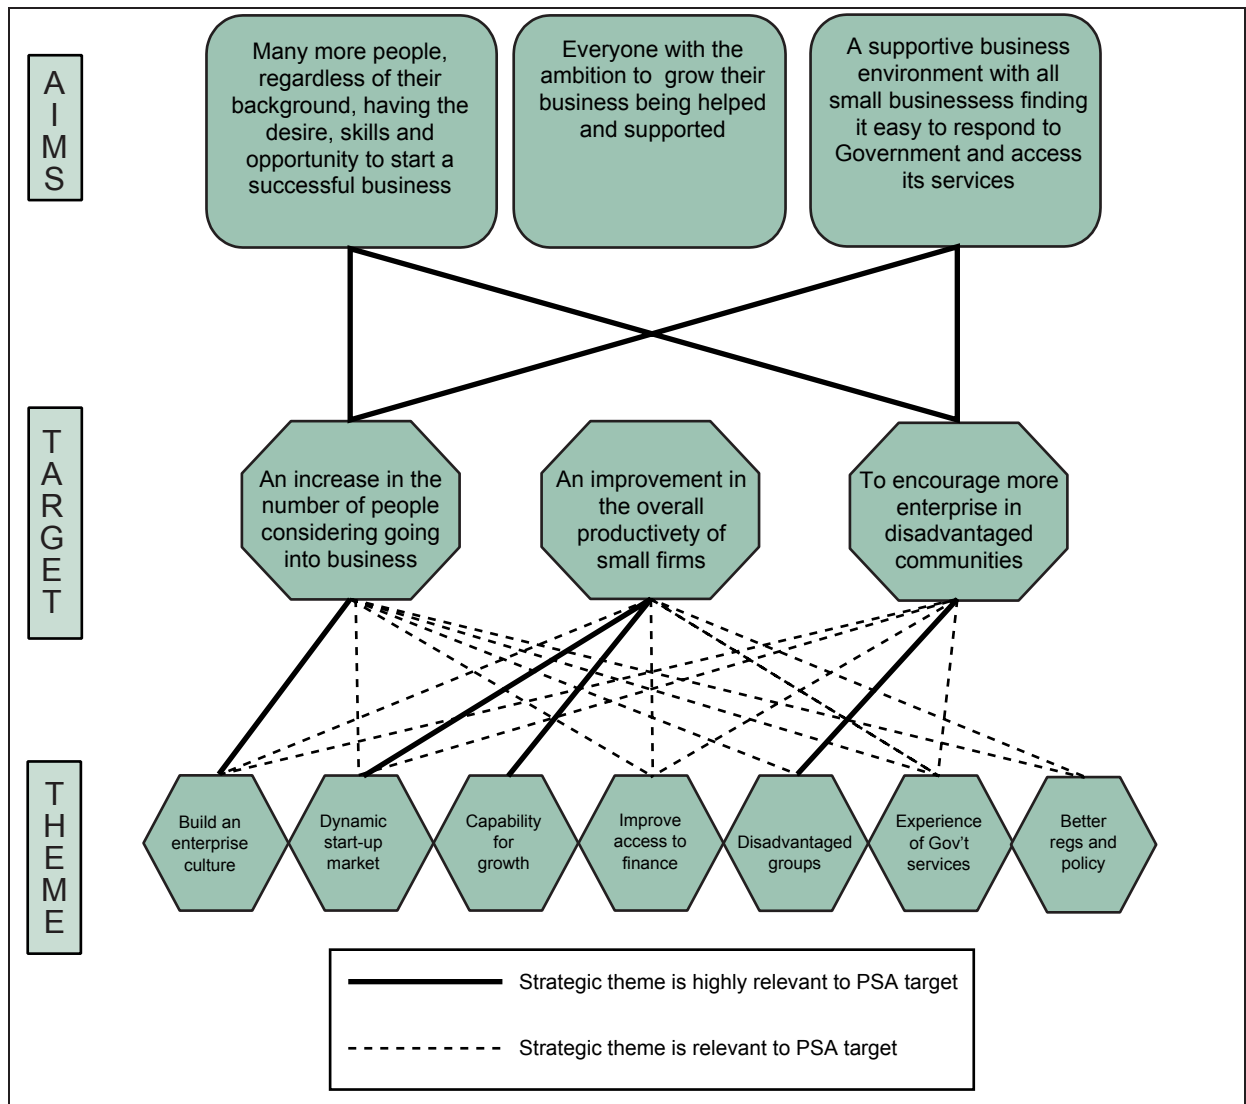 AIMS
Many more people,
regardless of their
background, having the
desire, skills and
opportunity to start a
successful business
Everyone with the
ambition to grow their
business being helped
and supported
A supportive business
environment with all
small businessess finding
it easy to respond to
Government and access
its services
TARGET
An increase in the
number of people
considering going
into business
An improvement in
the overall
productivety of
small firms
To encourage more
enterprise in
disadvantaged
communities
THEME
Build an
enterprise
culture
Dynamic
start-up
market
Capability
for
growth
Improve
access to
finance
Disadvantaged
groups
Experience
of Gov't
services
Better
regs and
policy
Strategic theme is highly relevant to PSA target
Strategic theme is relevant to PSA target